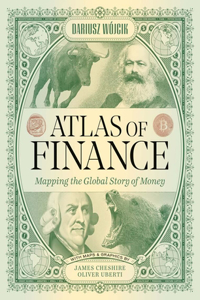 DARIUSZ WÓJCIK
ATLAS OF
FINANCE
Mapping the Global Story of Money
WITH MAPS & GRAPHICS BY
JAMES CHESHIRE
OLIVER UBERTI